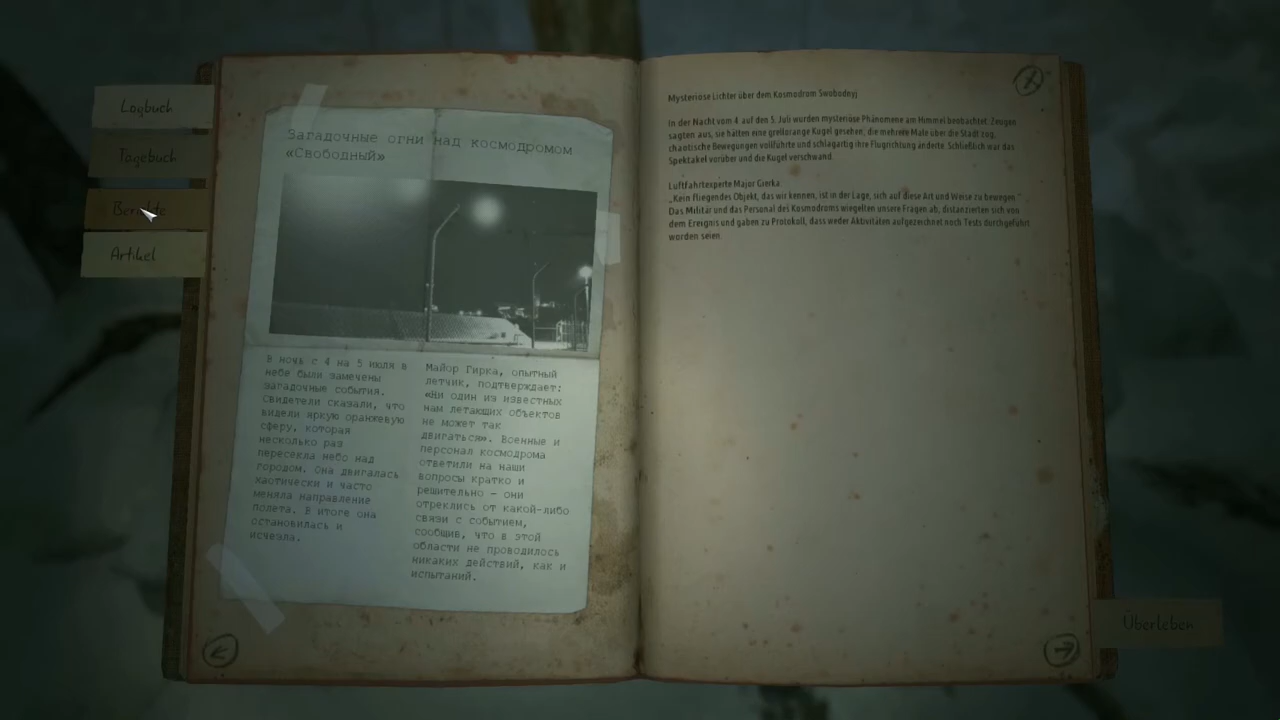 Logbuch
Tagebuch
Berichte
Artikel
Загадочные огни над космодромом
«Свободный»
В ночь с 4 на 5 июля в
небе были замечены
загадочные события.
Свидетели сказали, что
видели яркую оранжевую
сферу, которая
несколько раз
пересекла небо над
городом. Она двигалась
хаотически и часто
меняла направление
полета. В итоге она
остановилась и
исчезла.
Майор Гирка, опытный
летчик, подтверждает:
«Ни один из известных
нам летающих объектов
не может так
двигаться». Военные и
персонал космодрома
ответили на наши
вопросы кратко и
решительно – они
отреклись от какой-либо
связи с событием,
сообщив, что в этой
области не проводилось
никаких действий, как и
испытаний.
Mysteriöse Lichter über dem Kosmodrom Swobodnyj
In der Nacht vom 4. auf den 5. Juli wurden mysteriöse Phänomene am Himmel beobachtet. Zeugen
sagten aus, sie hätten eine grellorange Kugel gesehen, die mehrere Male über die Stadt zog,
chaotische Bewegungen vollführte und schlagartig ihre Flugrichtung änderte. Schließlich war das
Spektakel vorüber und die Kugel verschwand.
Luftfahrtexperte Major Gierka:
„Kein fliegendes Objekt, das wir kennen, ist in der Lage, sich auf diese Art und Weise zu bewegen."
Das Militär und das Personal des Kosmodroms wiegelten unsere Fragen ab, distanzierten sich von
dem Ereignis und gaben zu Protokoll, dass weder Aktivitäten aufgezeichnet noch Tests durchgeführt
worden seien.
Überleben